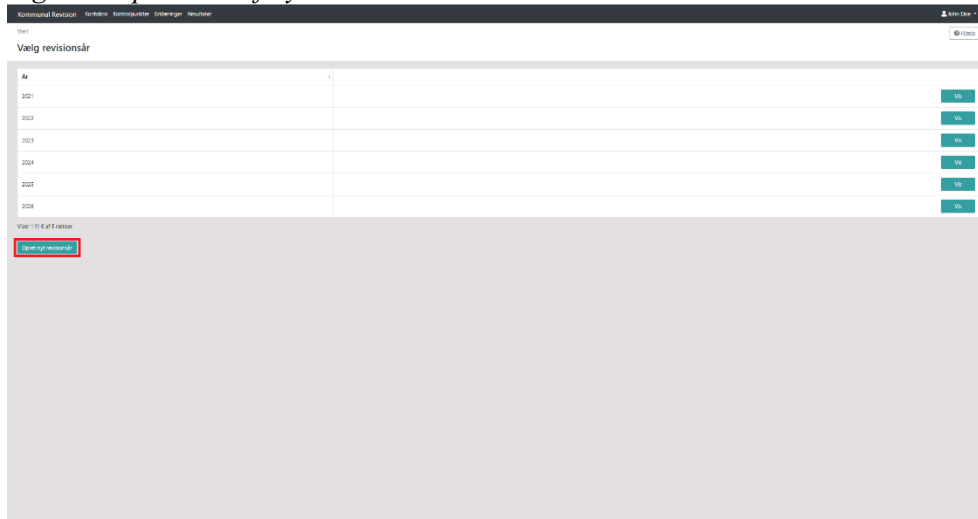 Kommunal Revision Kontobro Kontrolpunkter Erklæringer Resultater John Doe
Start Hjælp
Vælg revisionsår
År
2021 Vis
2022 Vis
2023 Vis
2024 Vis
2025 Vis
2026 Vis
Viser 1 til 6 af 6 rækker
Opret nyt revisionsår